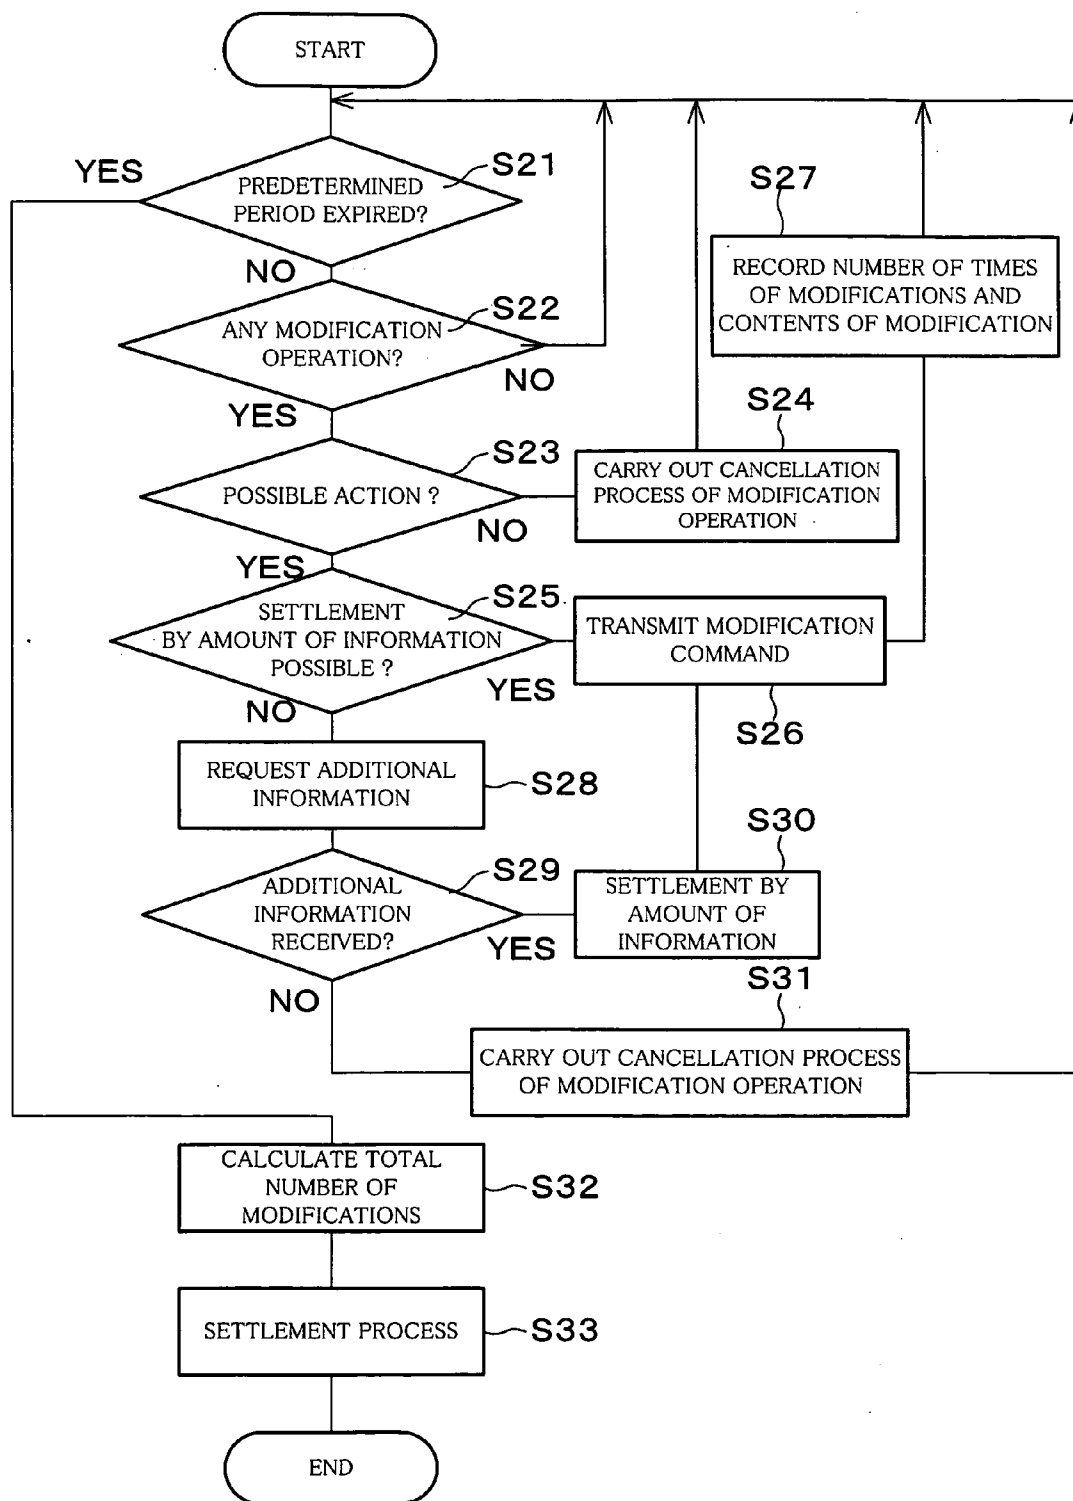 START
YES
S21
PREDETERMINED
PERIOD EXPIRED?
NO
S27
RECORD NUMBER OF TIMES
OF MODIFICATIONS AND
CONTENTS OF MODIFICATION
S22
ANY MODIFICATION
OPERATION?
NO
YES
S24
S23
POSSIBLE ACTION ?
NO
CARRY OUT CANCELLATION
PROCESS OF MODIFICATION
OPERATION
YES
S25
SETTLEMENT
BY AMOUNT OF INFORMATION
POSSIBLE ?
YES
TRANSMIT MODIFICATION
COMMAND
S26
NO
REQUEST ADDITIONAL
INFORMATION
S28
S30
S29
ADDITIONAL
INFORMATION
RECEIVED?
YES
SETTLEMENT BY
AMOUNT OF
INFORMATION
NO
S31
CARRY OUT CANCELLATION PROCESS
OF MODIFICATION OPERATION
CALCULATE TOTAL
NUMBER OF
MODIFICATIONS
S32
SETTLEMENT PROCESS
S33
END